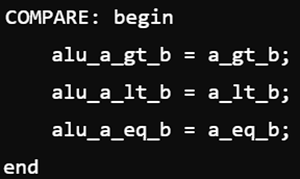 COMPARE: begin
    alu_a_gt_b = a_gt_b;
    alu_a_lt_b = a_lt_b;
    alu_a_eq_b = a_eq_b;
end